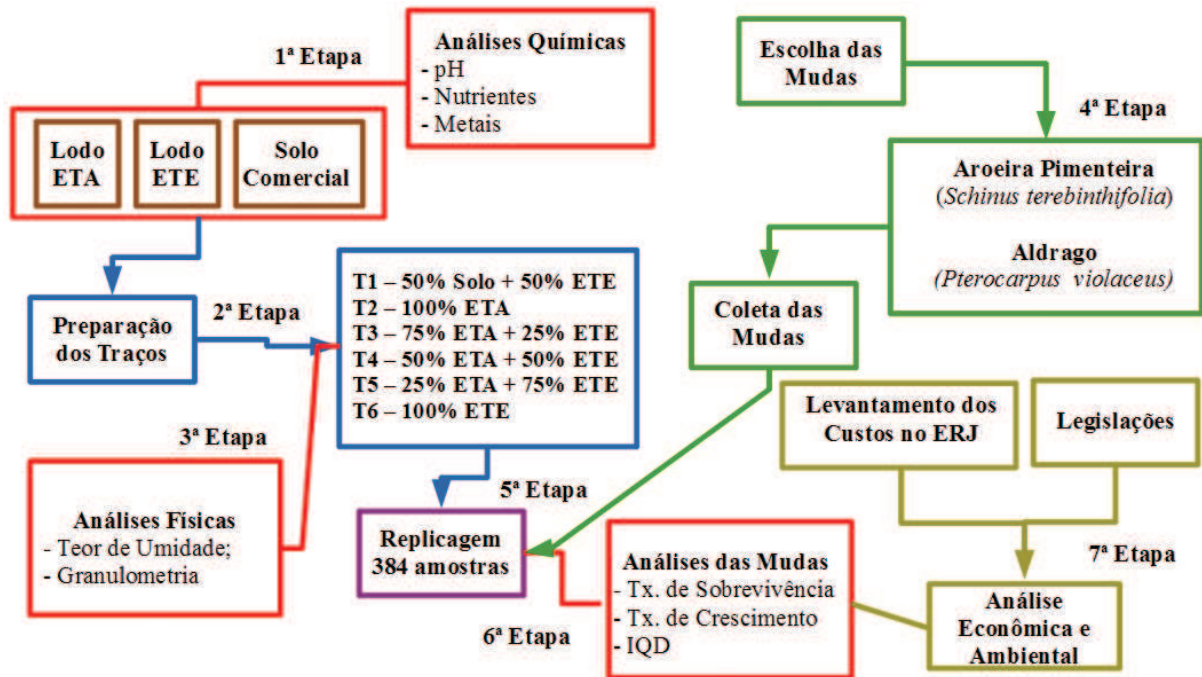 1ª Etapa
Análises Químicas
- pH
- Nutrientes
- Metais
Lodo
ETA
Lodo
ETE
Solo
Comercial
Escolha das
Mudas
4ª Etapa
Aroeira Pimenteira
(Schinus terebinthifolia)
Aldrago
(Pterocarpus violaceus)
Preparação
dos Traços
2ª Etapa
T1 – 50% Solo + 50% ETE
T2 – 100% ETA
T3 – 75% ETA + 25% ETE
T4 – 50% ETA + 50% ETE
T5 – 25% ETA + 75% ETE
T6 – 100% ETE
Coleta das
Mudas
3ª Etapa
Análises Físicas
- Teor de Umidade;
- Granulometria
5ª Etapa
Replicagem
384 amostras
Levantamento dos
Custos no ERJ
Legislações
6ª Etapa
Análises das Mudas
- Tx. de Sobrevivência
- Tx. de Crescimento
- IQD
7ª Etapa
Análise
Econômica e
Ambiental